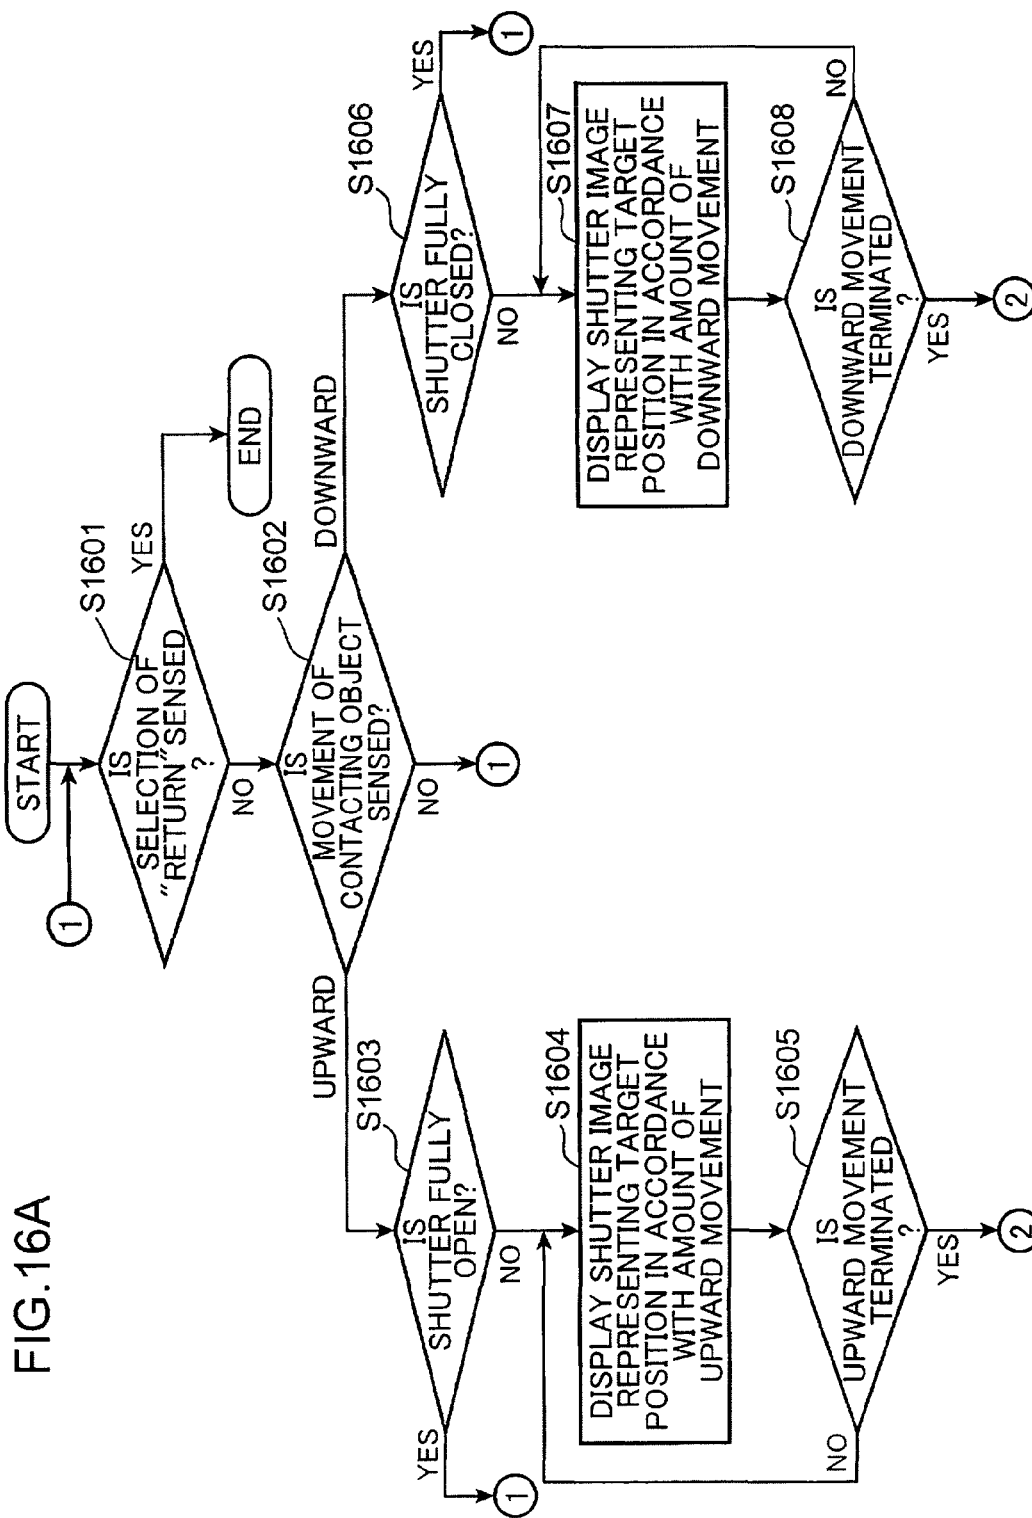 FIG.16A
START
1
IS
SELECTION OF
"RETURN"SENSED
?
S1601
YES
NO
END
IS
MOVEMENT OF
CONTACTING OBJECT
SENSED?
S1602
UPWARD
DOWNWARD
NO
1
IS
SHUTTER FULLY
OPEN?
S1603
YES
1
NO
DISPLAY SHUTTER IMAGE
REPRESENTING TARGET
POSITION IN ACCORDANCE
WITH AMOUNT OF
UPWARD MOVEMENT
S1604
IS
UPWARD MOVEMENT
TERMINATED
?
S1605
NO
YES
2
IS
SHUTTER FULLY
CLOSED?
S1606
YES
1
NO
DISPLAY SHUTTER IMAGE
REPRESENTING TARGET
POSITION IN ACCORDANCE
WITH AMOUNT OF
DOWNWARD MOVEMENT
S1607
IS
DOWNWARD MOVEMENT
TERMINATED
?
S1608
NO
YES
2